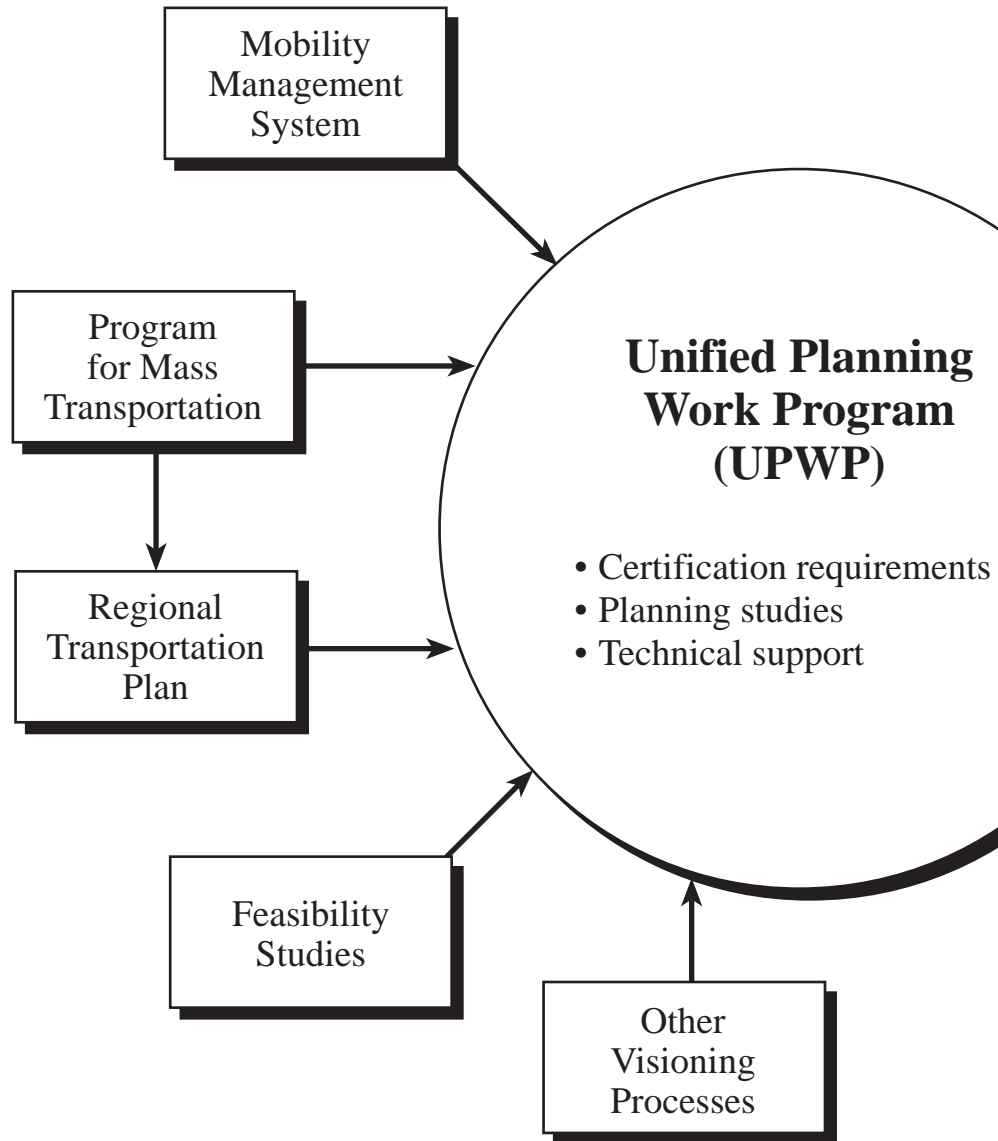 Mobility
Management
System
Program
for Mass
Transportation
Unified Planning
Work Program
(UPWP)
• Certification requirements
• Planning studies
• Technical support
Regional
Transportation
Plan
Feasibility
Studies
Other
Visioning
Processes